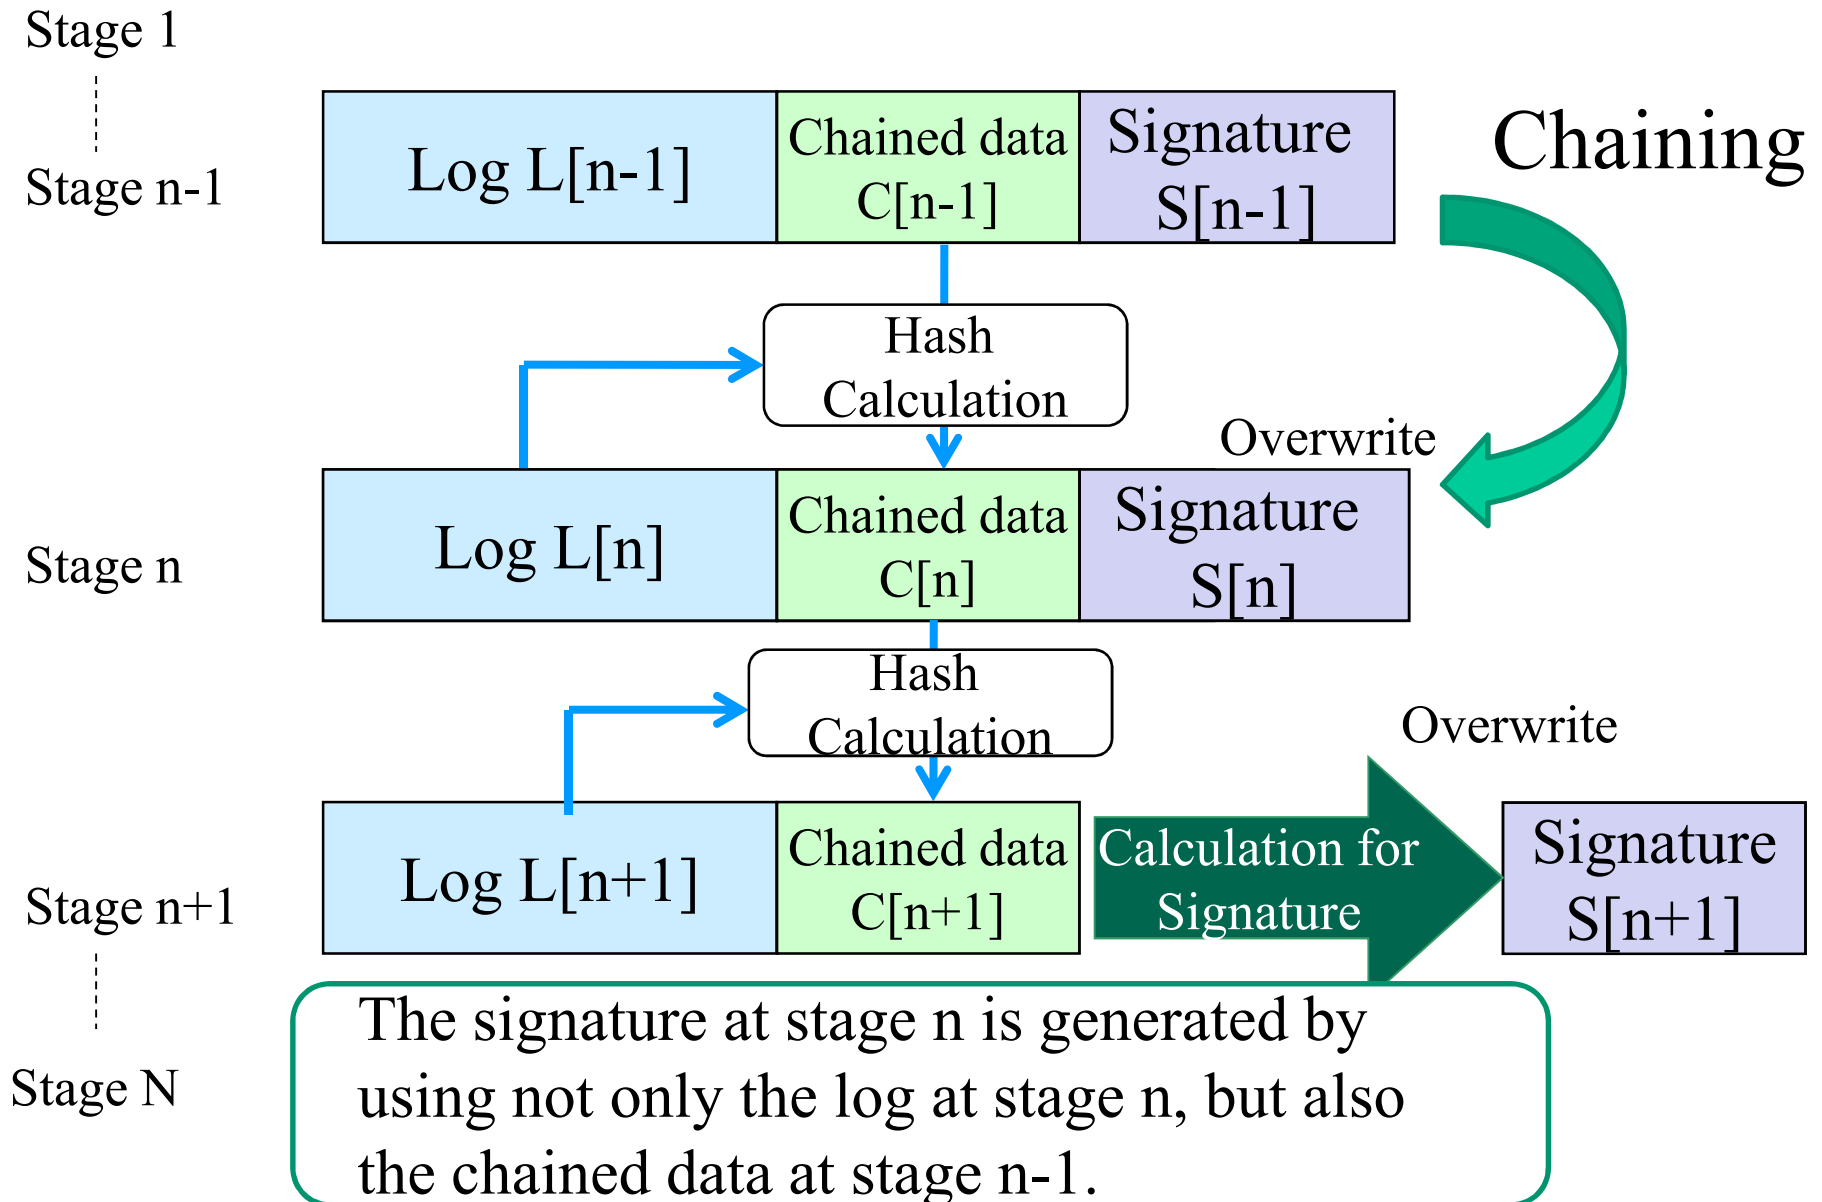 Stage 1
Stage n-1
Log L[n-1]
Chained data
C[n-1]
Signature
S[n-1]
Chaining
Hash
Calculation
Overwrite
Stage n
Log L[n]
Chained data
C[n]
Signature
S[n]
Hash
Calculation
Overwrite
Stage n+1
Log L[n+1]
Chained data
C[n+1]
Calculation for
Signature
Signature
S[n+1]
Stage N
The signature at stage n is generated by
using not only the log at stage n, but also
the chained data at stage n-1.